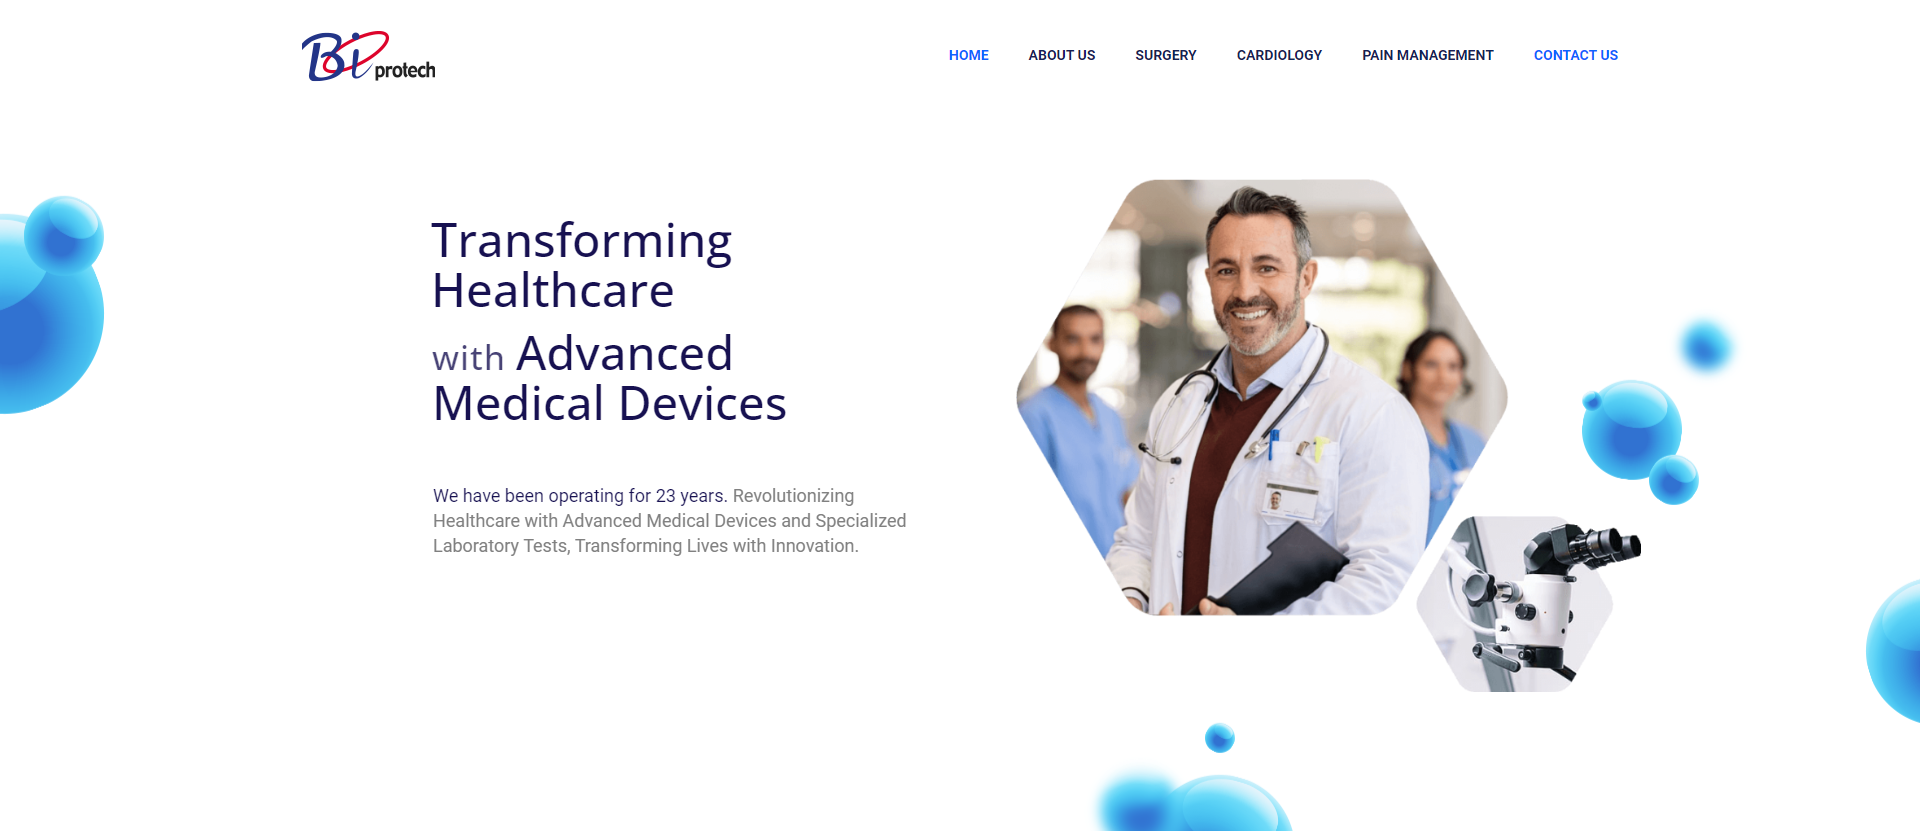 Bi protech
HOME
ABOUT US
SURGERY
CARDIOLOGY
PAIN MANAGEMENT
CONTACT US
Transforming
Healthcare
with Advanced
Medical Devices
We have been operating for 23 years. Revolutionizing
Healthcare with Advanced Medical Devices and Specialized
Laboratory Tests, Transforming Lives with Innovation.